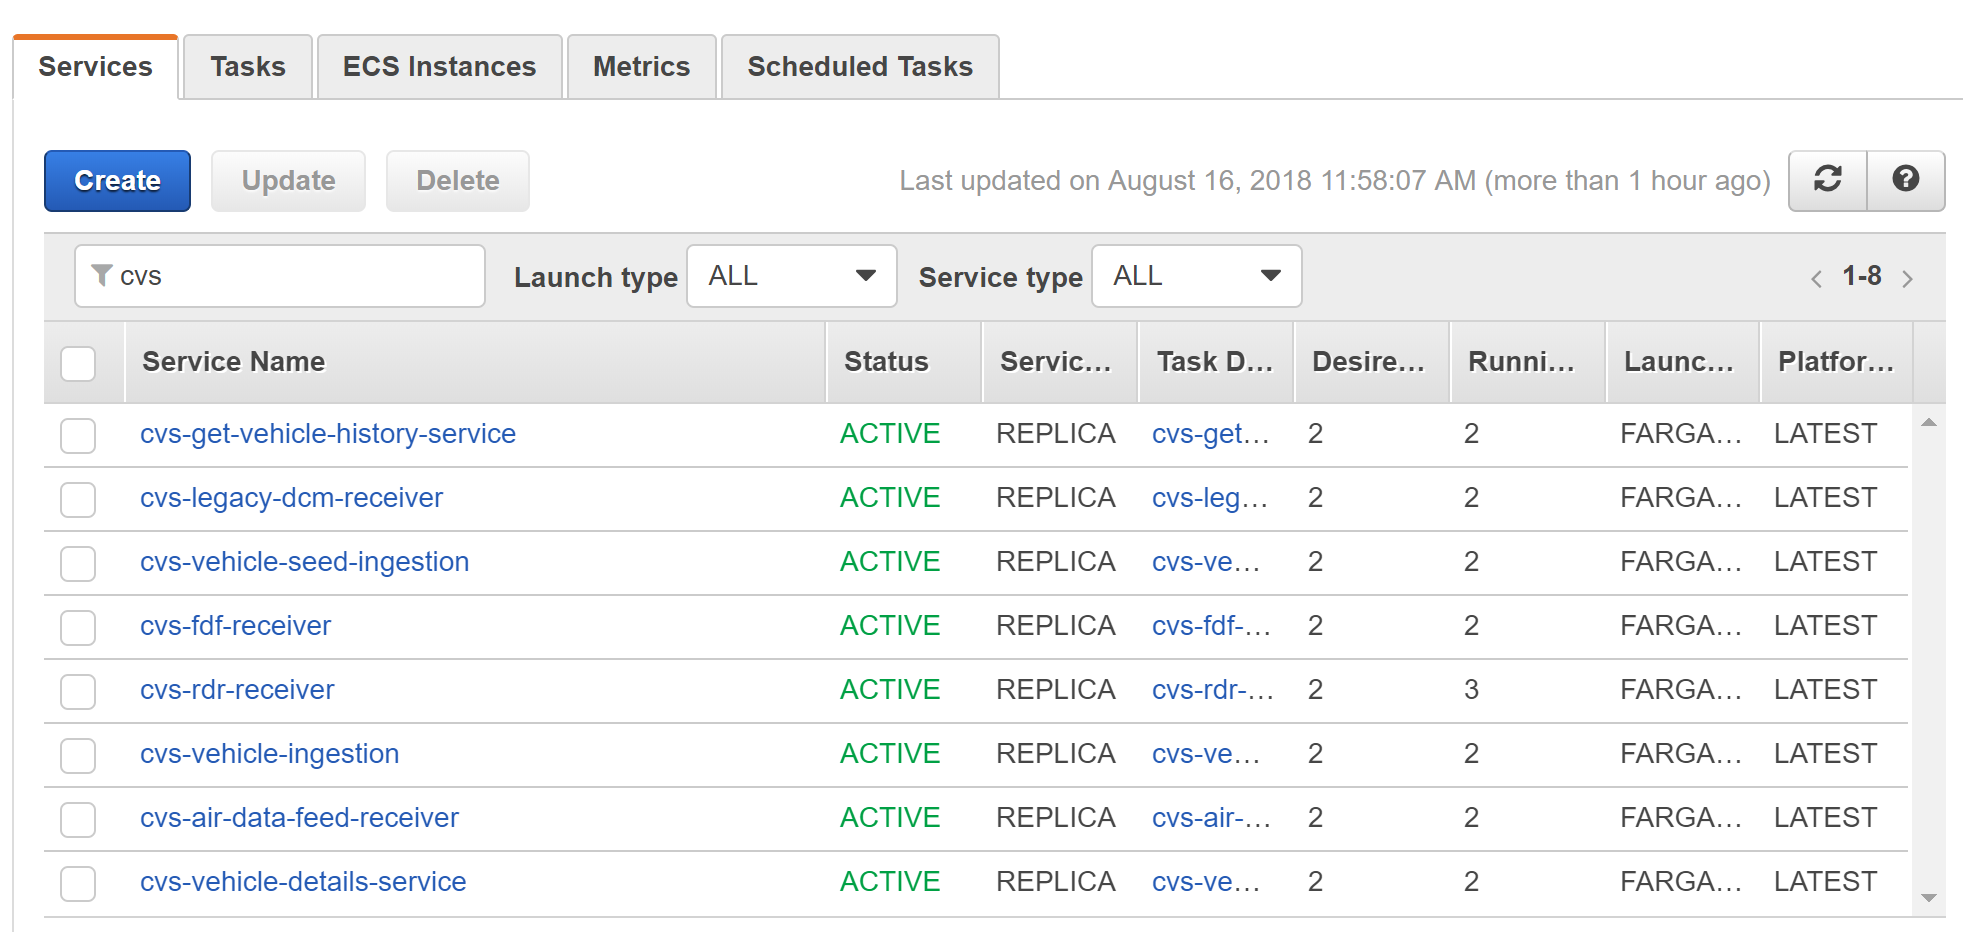 Services Tasks ECS Instances Metrics Scheduled Tasks
Create Update Delete Last updated on August 16, 2018 11:58:07 AM (more than 1 hour ago)
cvs Launch type ALL Service type ALL 1-8
Service Name Status Servic... Task D... Desire... Runni... Launc... Platfor...
cvs-get-vehicle-history-service ACTIVE REPLICA cvs-get... 2 2 FARGA... LATEST
cvs-legacy-dcm-receiver ACTIVE REPLICA cvs-leg... 2 2 FARGA... LATEST
cvs-vehicle-seed-ingestion ACTIVE REPLICA cvs-ve... 2 2 FARGA... LATEST
cvs-fdf-receiver ACTIVE REPLICA cvs-fdf-... 2 2 FARGA... LATEST
cvs-rdr-receiver ACTIVE REPLICA cvs-rdr-... 2 3 FARGA... LATEST
cvs-vehicle-ingestion ACTIVE REPLICA cvs-ve... 2 2 FARGA... LATEST
cvs-air-data-feed-receiver ACTIVE REPLICA cvs-air-... 2 2 FARGA... LATEST
cvs-vehicle-details-service ACTIVE REPLICA cvs-ve... 2 2 FARGA... LATEST